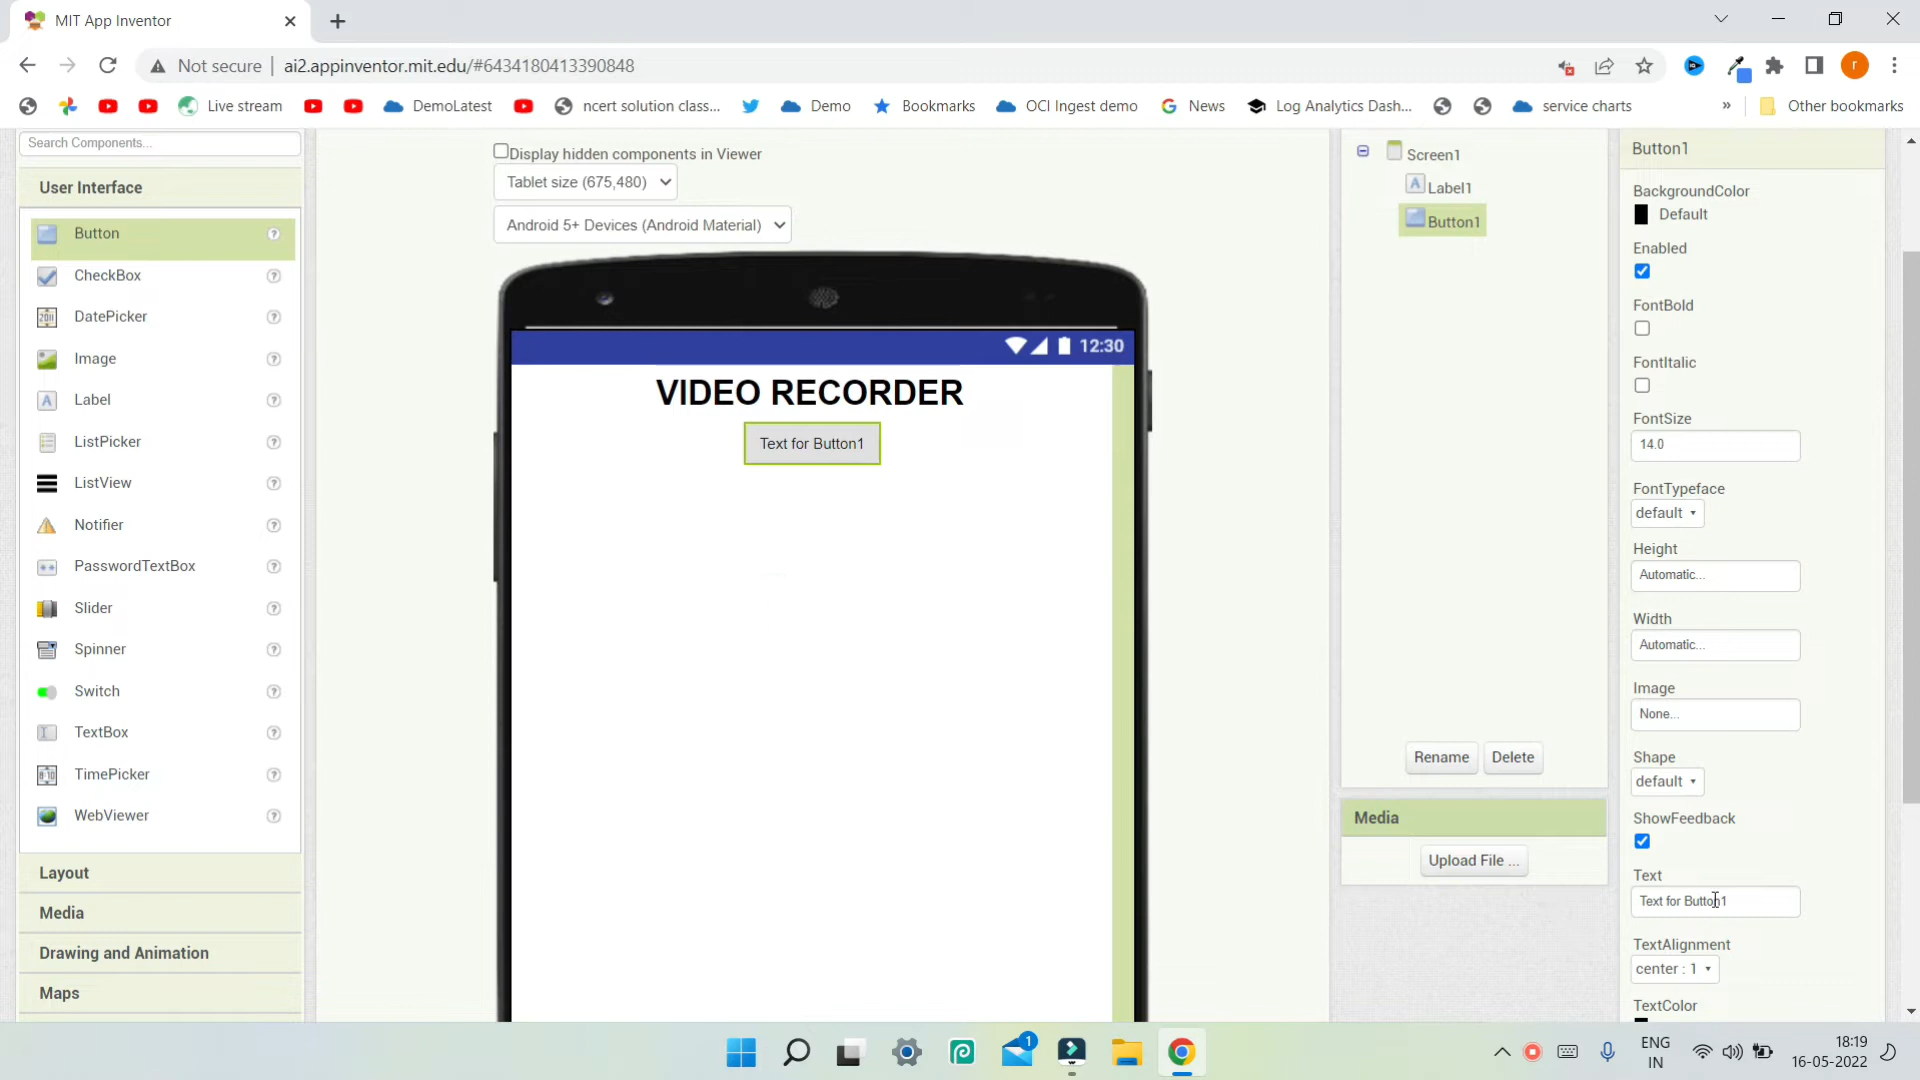 MIT App Inventor
Not secure
ai2.appinventor.mit.edu/#6434180413390848
r
Live stream
DemoLatest
ncert solution class...
Demo
Bookmarks
OCI Ingest demo
News
Log Analytics Dash...
service charts
»
Other bookmarks
Search Components...
User Interface
Button
CheckBox
DatePicker
Image
Label
ListPicker
ListView
Notifier
PasswordTextBox
Slider
Spinner
Switch
TextBox
TimePicker
WebViewer
Layout
Media
Drawing and Animation
Maps
Display hidden components in Viewer
Tablet size (675,480)
Android 5+ Devices (Android Material)
12:30
VIDEO RECORDER
Text for Button1
Screen1
Label1
Button1
Rename
Delete
Media
Upload File ...
Button1
BackgroundColor
Default
Enabled
FontBold
FontItalic
FontSize
14.0
FontTypeface
default
Height
Automatic...
Width
Automatic...
Image
None...
Shape
default
ShowFeedback
Text
Text for Button1
TextAlignment
center : 1
TextColor
1
ENG
IN
18:19
16-05-2022